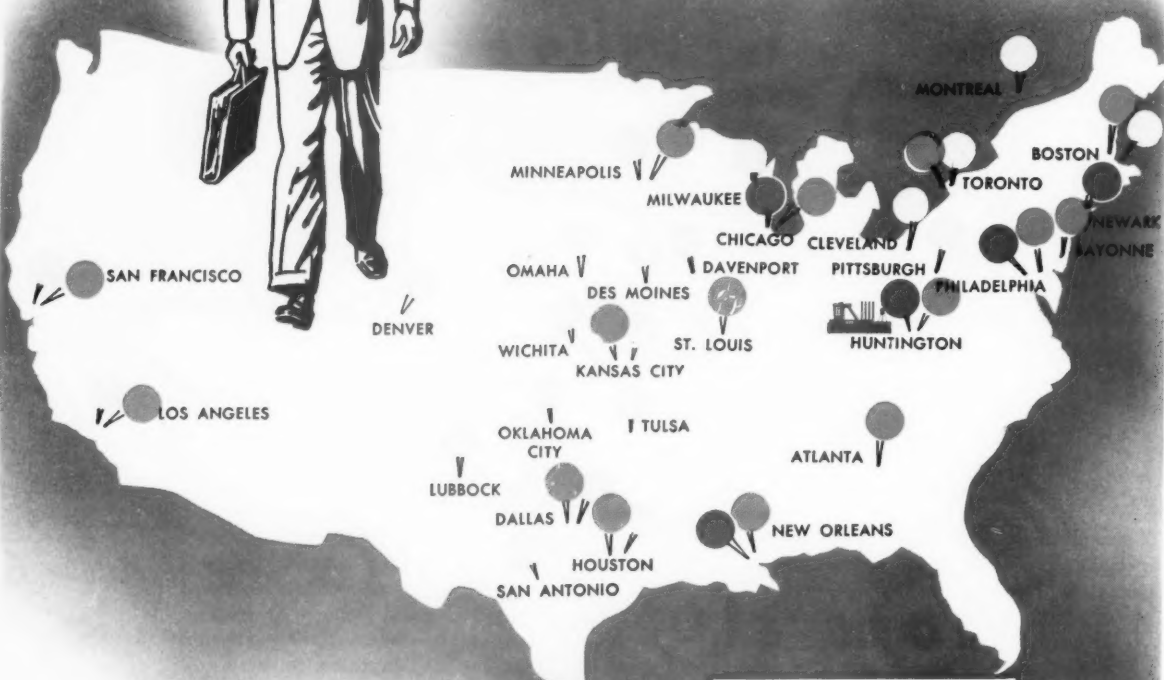 MONTREAL
BOSTON
MINNEAPOLIS
TORONTO
MILWAUKEE
NEWARK
CHICAGO
CLEVELAND
BAYONNE
SAN FRANCISCO
OMAHA
DAVENPORT
PITTSBURGH
DES MOINES
PHILADELPHIA
DENVER
WICHITA
ST. LOUIS
HUNTINGTON
KANSAS CITY
LOS ANGELES
OKLAHOMA
CITY
TULSA
ATLANTA
LUBBOCK
DALLAS
NEW ORLEANS
HOUSTON
SAN ANTONIO